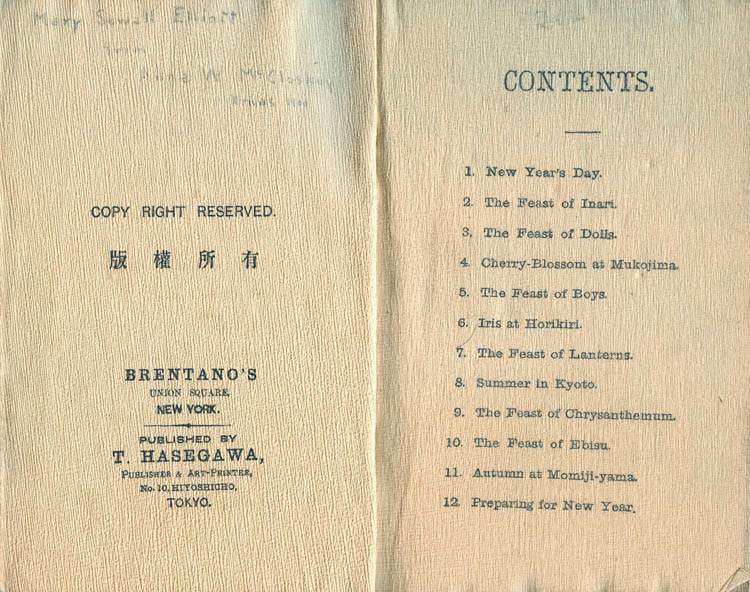 Mary Sewall Elliott
from
Anna W. McCloskey
COPY RIGHT RESERVED.
版權所有
BRENTANO'S
UNION SQUARE,
NEW YORK.
PUBLISHED BY
T. HASEGAWA,
PUBLISHER & ART-PRINTER,
No. 10, HIYOSHICHO,
TOKYO.
CONTENTS.
1. New Year's Day.
2. The Feast of Inari.
3. The Feast of Dolls.
4. Cherry-Blossom at Mukojima.
5. The Feast of Boys.
6. Iris at Horikiri.
7. The Feast of Lanterns.
8. Summer in Kyoto.
9. The Feast of Chrysanthemum.
10. The Feast of Ebisu.
11. Autumn at Momiji-yama.
12. Preparing for New Year.